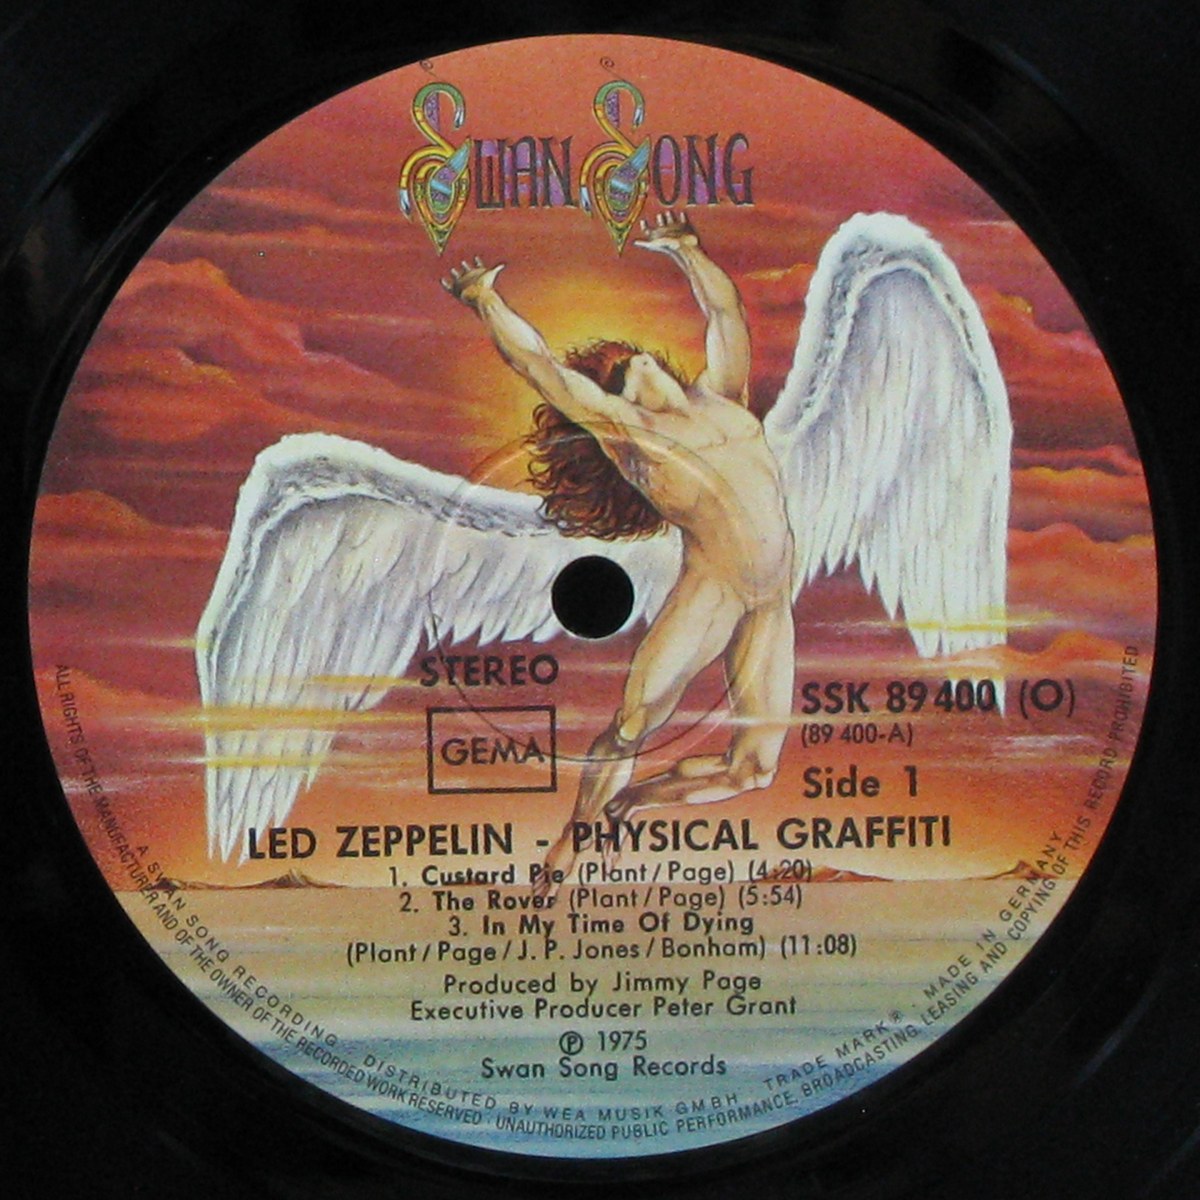 SWAN SONG
STEREO
GEMA
SSK 89 400 (O)
(89 400-A)
Side 1
LED ZEPPELIN - PHYSICAL GRAFFITI
1. Custard Pie (Plant/Page) (4:20)
2. The Rover (Plant/Page) (5:54)
3. In My Time Of Dying
(Plant/Page/J.P. Jones/Bonham) (11:08)
Produced by Jimmy Page
Executive Producer Peter Grant
℗ 1975
Swan Song Records
A SWAN SONG RECORDING · DISTRIBUTED BY WEA MUSIK GMBH · TRADE MARK® · MADE IN GERMANY
ALL RIGHTS OF THE MANUFACTURER AND OF THE OWNER OF THE RECORDED WORK RESERVED · UNAUTHORIZED PUBLIC PERFORMANCE, BROADCASTING, LEASING AND COPYING OF THIS RECORD PROHIBITED